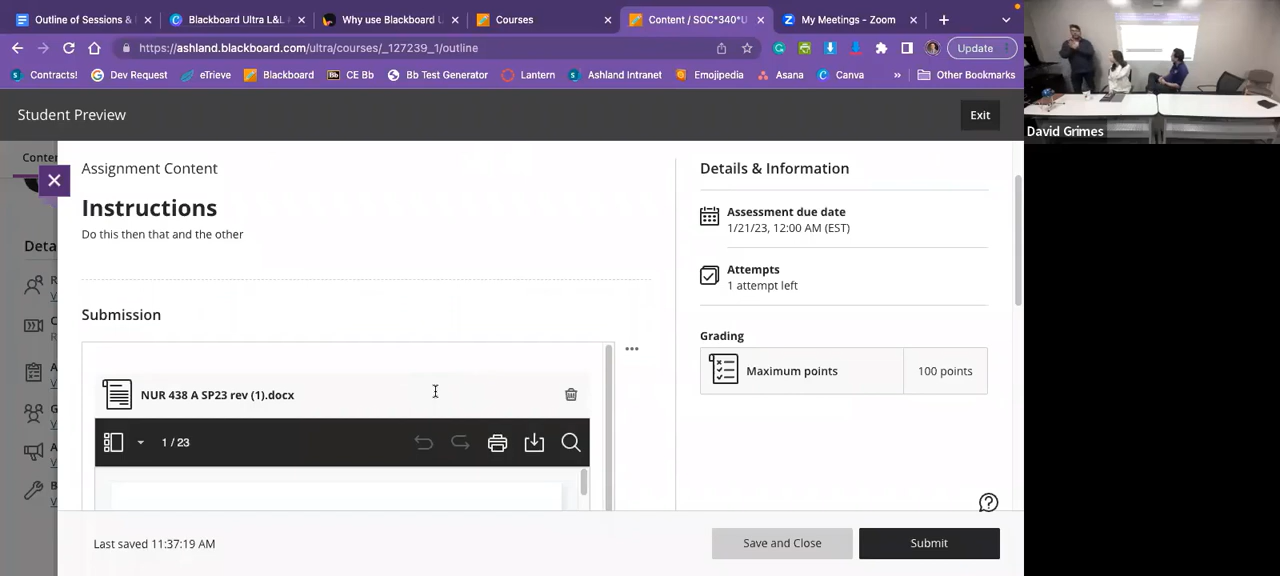 Outline of Sessions &
Blackboard Ultra L&L
Why use Blackboard U
Courses
Content / SOC*340*U
My Meetings - Zoom
https://ashland.blackboard.com/ultra/courses/_127239_1/outline
Update
Contracts!
Dev Request
eTrieve
Blackboard
CE Bb
Bb Test Generator
Lantern
Ashland Intranet
Emojipedia
Asana
Canva
»
Other Bookmarks
David Grimes
Student Preview
Exit
Conter
Deta
Assignment Content
Instructions
Do this then that and the other
Submission
NUR 438 A SP23 rev (1).docx
1 / 23
Details & Information
Assessment due date
1/21/23, 12:00 AM (EST)
Attempts
1 attempt left
Grading
Maximum points
100 points
Last saved 11:37:19 AM
Save and Close
Submit